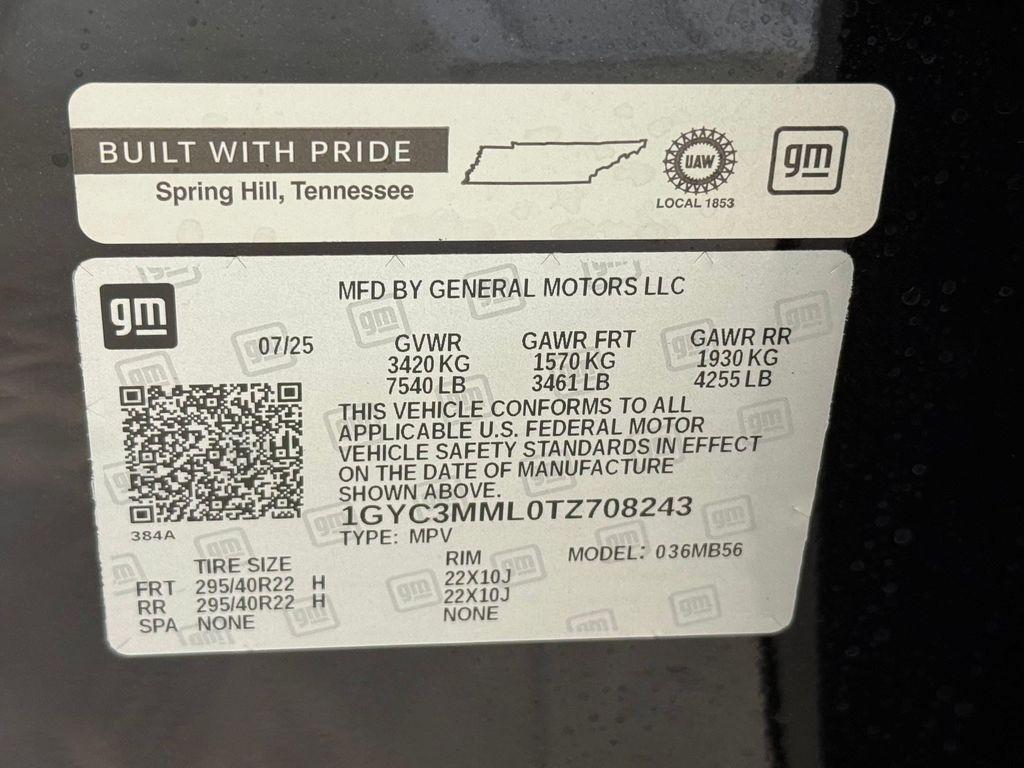 BUILT WITH PRIDE
Spring Hill, Tennessee
UAW
LOCAL 1853
gm
gm
MFD BY GENERAL MOTORS LLC
07/25 GVWR GAWR FRT GAWR RR
3420 KG 1570 KG 1930 KG
7540 LB 3461 LB 4255 LB
THIS VEHICLE CONFORMS TO ALL
APPLICABLE U.S. FEDERAL MOTOR
VEHICLE SAFETY STANDARDS IN EFFECT
ON THE DATE OF MANUFACTURE
SHOWN ABOVE.
1GYC3MML0TZ708243
384A
TYPE: MPV MODEL: 036MB56
TIRE SIZE RIM
FRT 295/40R22 H 22X10J
RR 295/40R22 H 22X10J
SPA NONE NONE